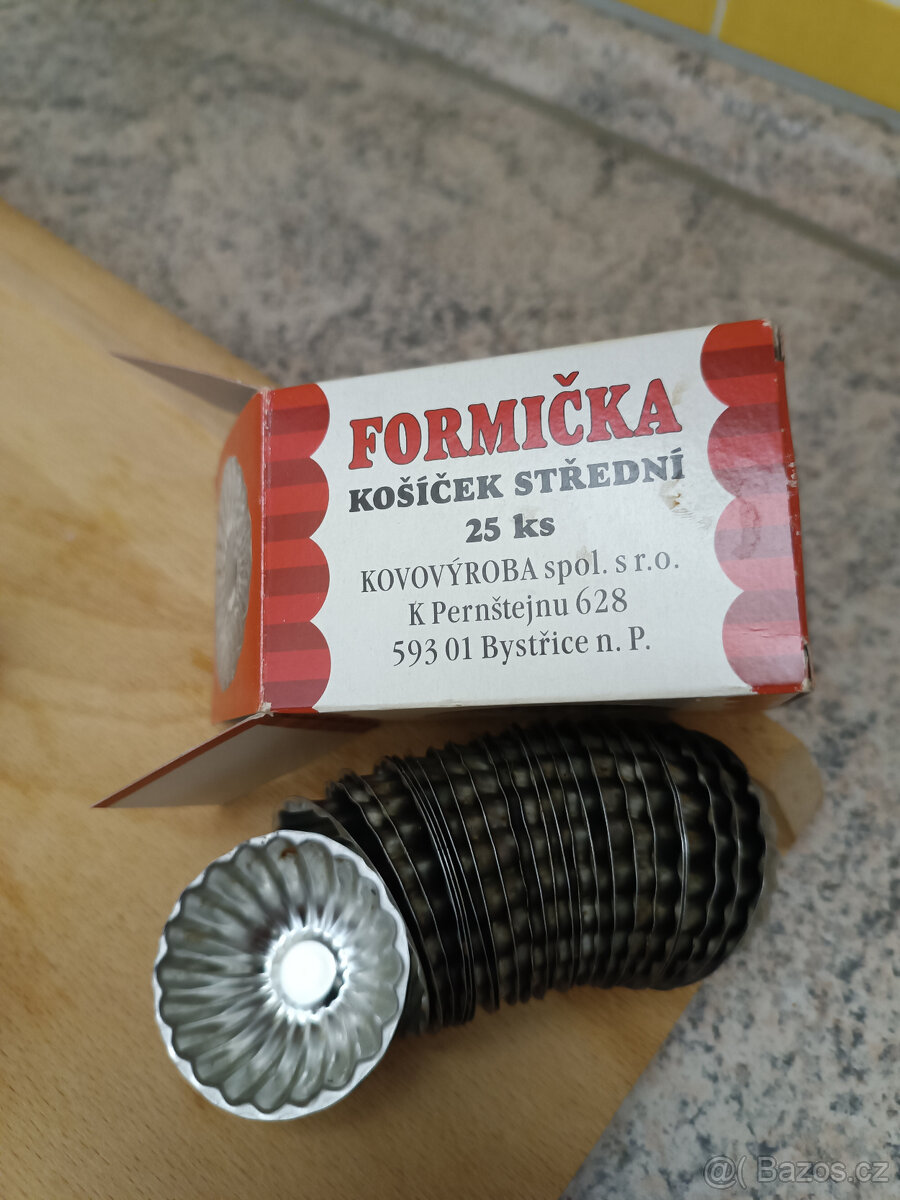 FORMIČKA
KOŠÍČEK STŘEDNÍ
25 ks
KOVOVÝROBA spol. s r.o.
K Pernštejnu 628
593 01 Bystřice n. P.
@( Bazos.cz